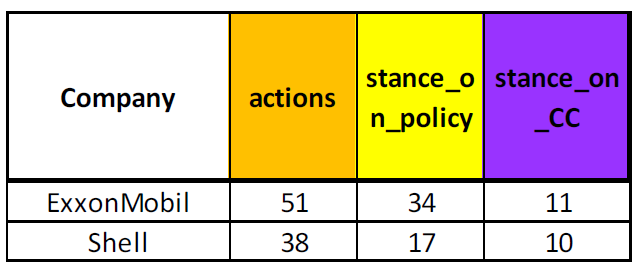 Company actions stance_o stance_on
n_policy _CC
ExxonMobil 51 34 11
Shell 38 17 10